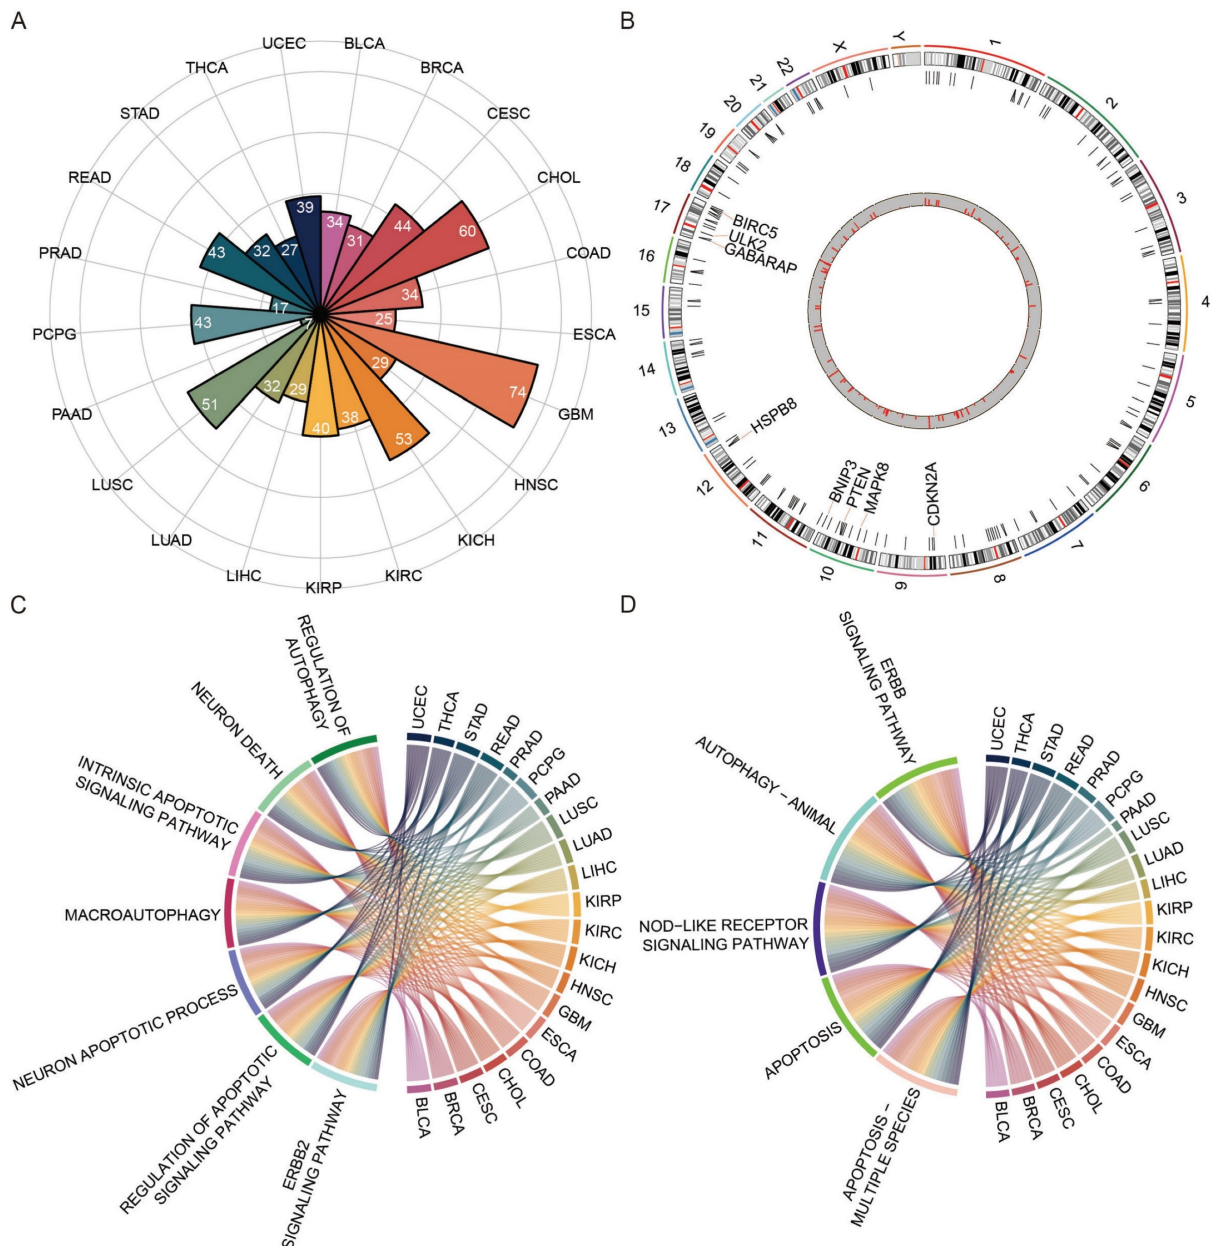 A
UCEC
BLCA
THCA
BRCA
STAD
CESC
READ
CHOL
PRAD
COAD
PCPG
ESCA
PAAD
GBM
LUSC
HNSC
LUAD
KICH
LIHC
KIRC
KIRP
39
34
31
44
60
34
25
74
29
53
38
40
29
32
51
43
17
43
32
27
B
1
2
3
4
5
6
7
8
9
10
11
12
13
14
15
16
17
18
19
20
21
22
X
Y
BIRC5
ULK2
GABARAP
HSPB8
BNIP3
PTEN
MAPK8
CDKN2A
C
REGULATION OF
AUTOPHAGY
NEURON DEATH
INTRINSIC APOPTOTIC
SIGNALING PATHWAY
MACROAUTOPHAGY
NEURON APOPTOTIC PROCESS
REGULATION OF APOPTOTIC
SIGNALING PATHWAY
ERBB2
SIGNALING PATHWAY
UCEC
THCA
STAD
READ
PRAD
PCPG
PAAD
LUSC
LUAD
LIHC
KIRP
KIRC
KICH
HNSC
GBM
ESCA
COAD
CHOL
CESC
BRCA
BLCA
D
ERBB
SIGNALING PATHWAY
AUTOPHAGY − ANIMAL
NOD−LIKE RECEPTOR
SIGNALING PATHWAY
APOPTOSIS
APOPTOSIS −
MULTIPLE SPECIES
UCEC
THCA
STAD
READ
PRAD
PCPG
PAAD
LUSC
LUAD
LIHC
KIRP
KIRC
KICH
HNSC
GBM
ESCA
COAD
CHOL
CESC
BRCA
BLCA